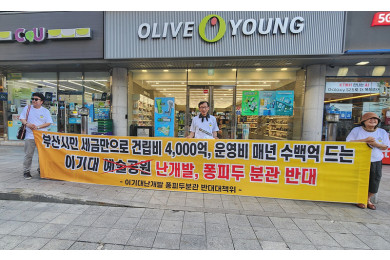 CU
OLIVE YOUNG
5G
부산시민 세금만으로 건립비 4,000억, 운영비 매년 수백억 드는
이기대 예술공원 난개발, 퐁피두 분관 반대
- 이기대난개발 퐁피두분관 반대대책위 -